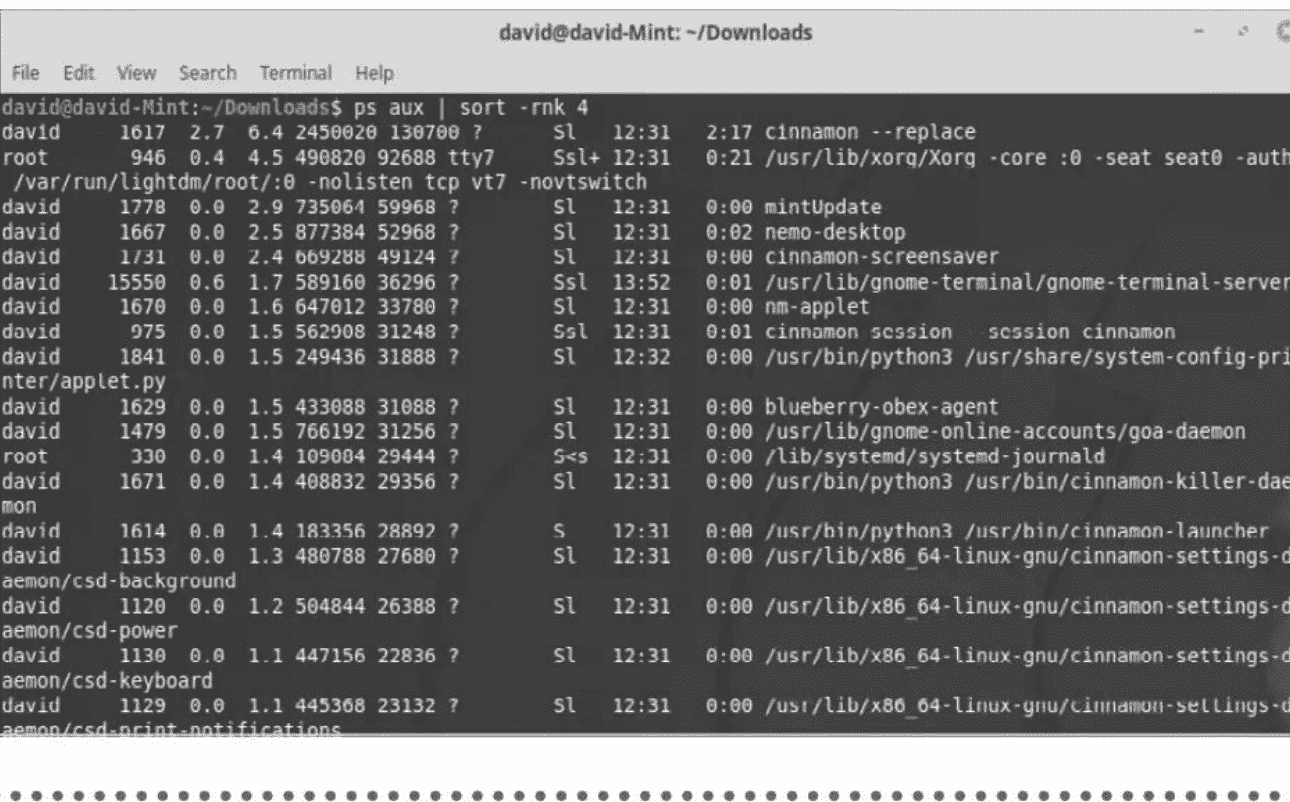 david@david-Mint: ~/Downloads
File Edit View Search Terminal Help
david@david-Mint:~/Downloads$ ps aux | sort -rnk 4
david 1617 2.7 6.4 2450020 130700 ? Sl 12:31 2:17 cinnamon --replace
root 946 0.4 4.5 490820 92688 tty7 Ssl+ 12:31 0:21 /usr/lib/xorg/Xorg -core :0 -seat seat0 -auth
/var/run/lightdm/root/:0 -nolisten tcp vt7 -novtswitch
david 1778 0.0 2.9 735064 59968 ? Sl 12:31 0:00 mintUpdate
david 1667 0.0 2.5 877384 52968 ? Sl 12:31 0:02 nemo-desktop
david 1731 0.0 2.4 669288 49124 ? Sl 12:31 0:00 cinnamon-screensaver
david 15550 0.6 1.7 589160 36296 ? Ssl 13:52 0:01 /usr/lib/gnome-terminal/gnome-terminal-server
david 1670 0.0 1.6 647012 33780 ? Sl 12:31 0:00 nm-applet
david 975 0.0 1.5 562908 31248 ? Ssl 12:31 0:01 cinnamon session session cinnamon
david 1841 0.0 1.5 249436 31888 ? Sl 12:32 0:00 /usr/bin/python3 /usr/share/system-config-pri
nter/applet.py
david 1629 0.0 1.5 433088 31088 ? Sl 12:31 0:00 blueberry-obex-agent
david 1479 0.0 1.5 766192 31256 ? Sl 12:31 0:00 /usr/lib/gnome-online-accounts/goa-daemon
root 330 0.0 1.4 109084 29444 ? S<s 12:31 0:00 /lib/systemd/systemd-journald
david 1671 0.0 1.4 408832 29356 ? Sl 12:31 0:00 /usr/bin/python3 /usr/bin/cinnamon-killer-dae
mon
david 1614 0.0 1.4 183356 28892 ? S 12:31 0:00 /usr/bin/python3 /usr/bin/cinnamon-launcher
david 1153 0.0 1.3 480788 27680 ? Sl 12:31 0:00 /usr/lib/x86_64-linux-gnu/cinnamon-settings-d
aemon/csd-background
david 1120 0.0 1.2 504844 26388 ? Sl 12:31 0:00 /usr/lib/x86_64-linux-gnu/cinnamon-settings-d
aemon/csd-power
david 1130 0.0 1.1 447156 22836 ? Sl 12:31 0:00 /usr/lib/x86_64-linux-gnu/cinnamon-settings-d
aemon/csd-keyboard
david 1129 0.0 1.1 445368 23132 ? Sl 12:31 0:00 /usr/lib/x86_64-linux-gnu/cinnamon-settings-d
aemon/csd-print-notifications